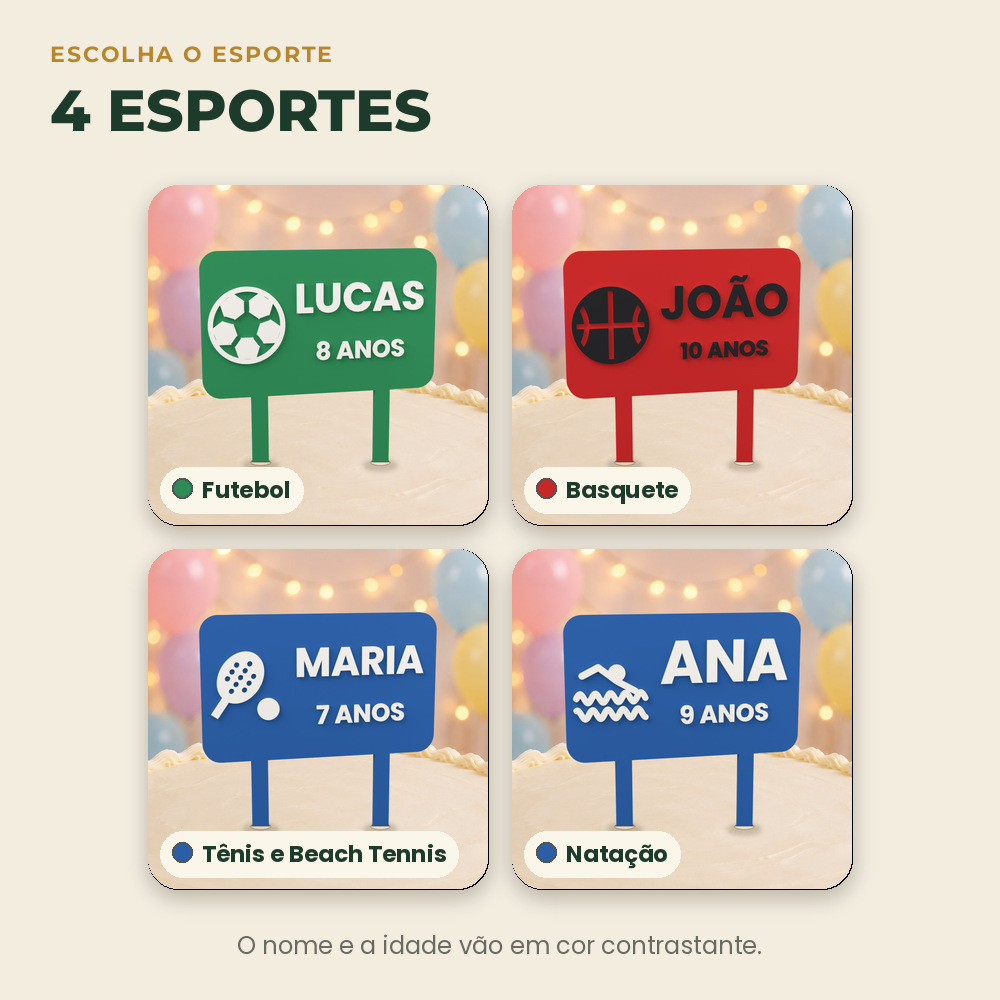 ESCOLHA O ESPORTE
4 ESPORTES
LUCAS
8 ANOS
Futebol
JOÃO
10 ANOS
Basquete
MARIA
7 ANOS
Tênis e Beach Tennis
ANA
9 ANOS
Natação
O nome e a idade vão em cor contrastante.